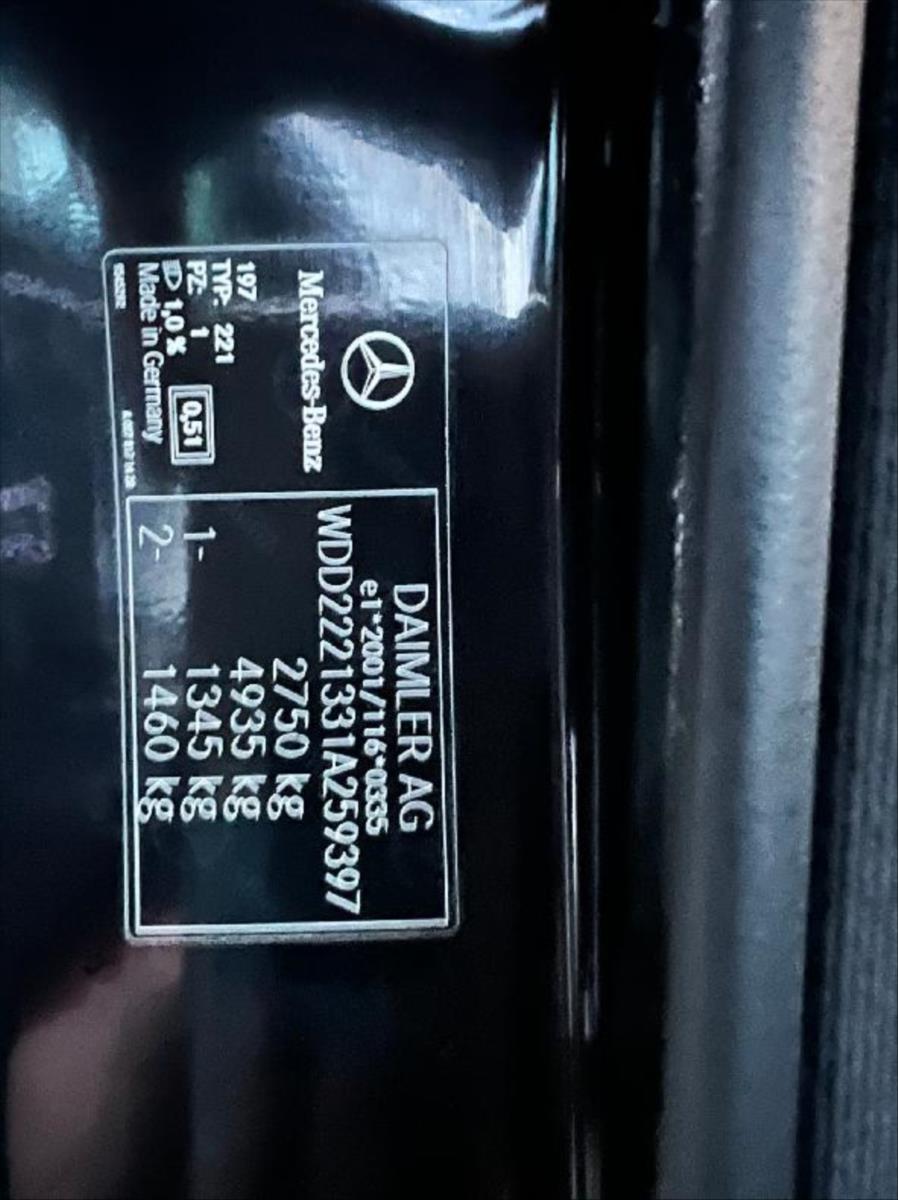 Mercedes-Benz
197
TYP: 221
PZ: 1
1,0 %
0,51
Made in Germany
DAIMLER AG
e1*2001/116*0335
WDD2221331A259397
2750 kg
4935 kg
1- 1345 kg
2- 1460 kg